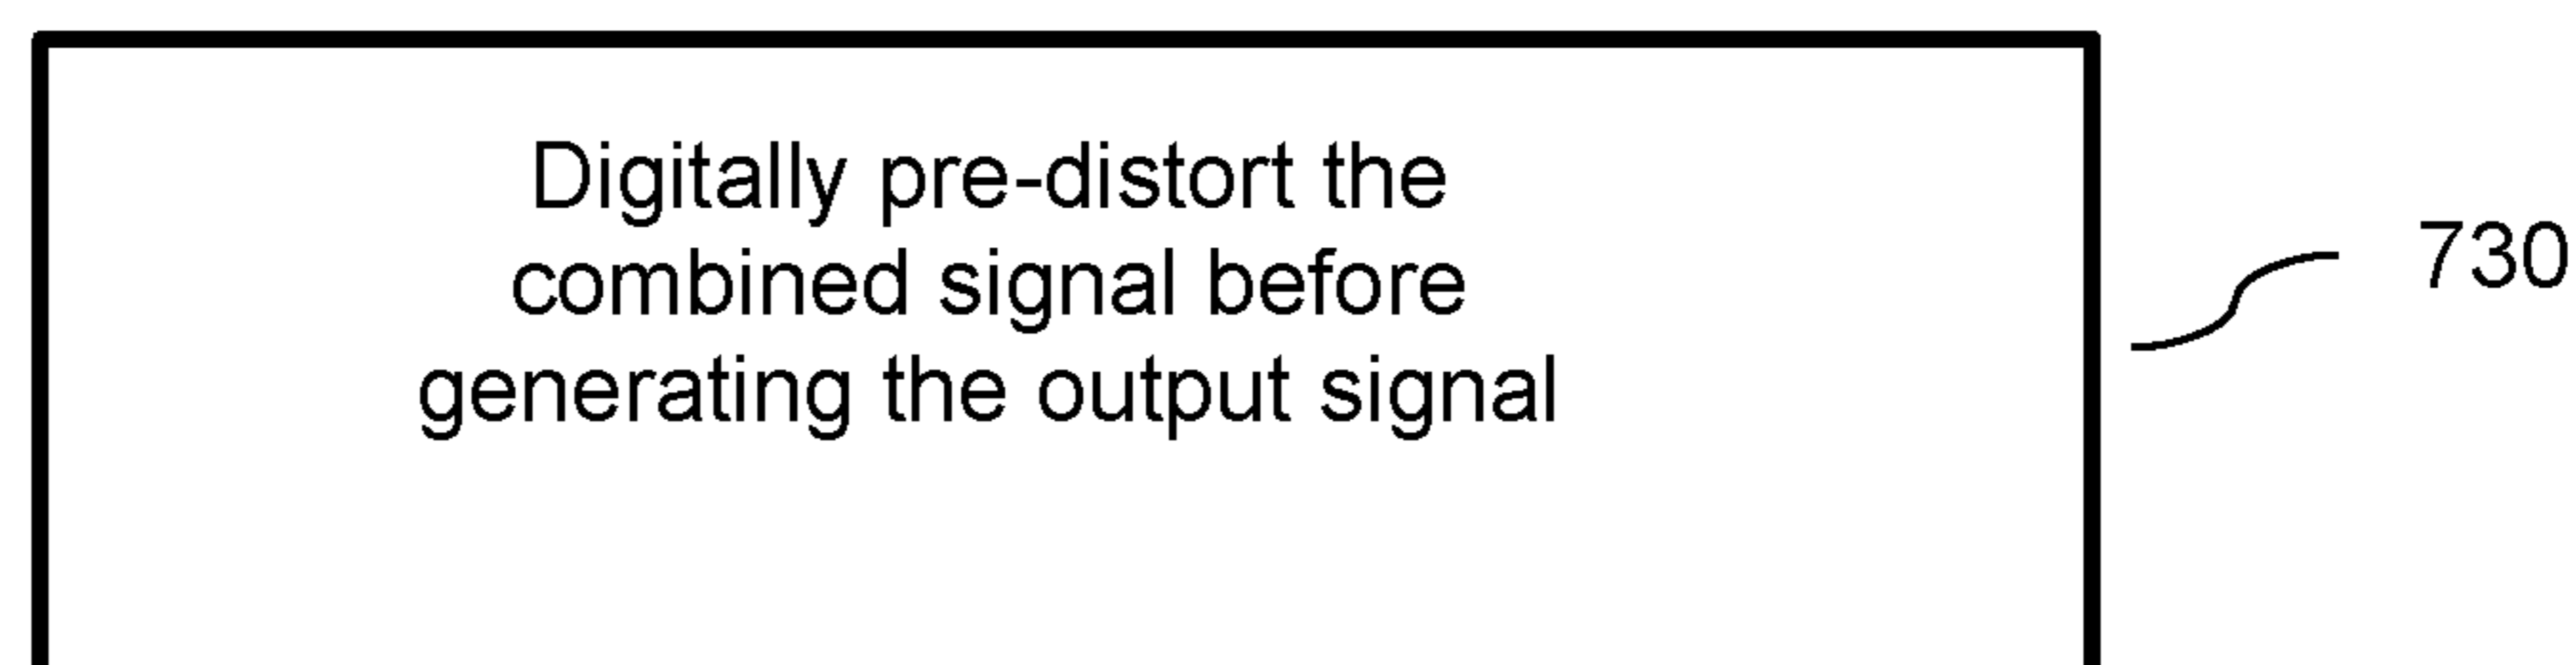 Digitally pre-distort the
combined signal before
generating the output signal
730